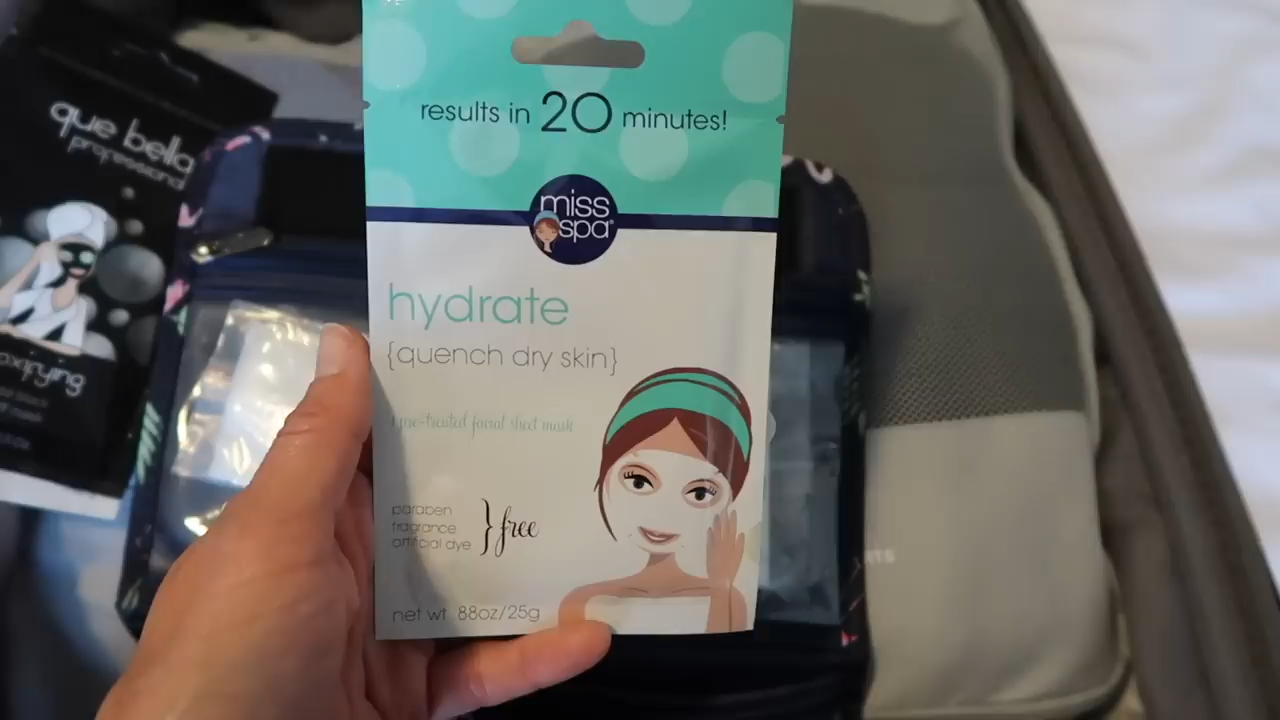 results in 20 minutes!
miss
spa®
hydrate
{quench dry skin}
1 pre-treated facial sheet mask
paraben
fragrance
artificial dye
} free
net wt .88oz/25g
que bella
professional